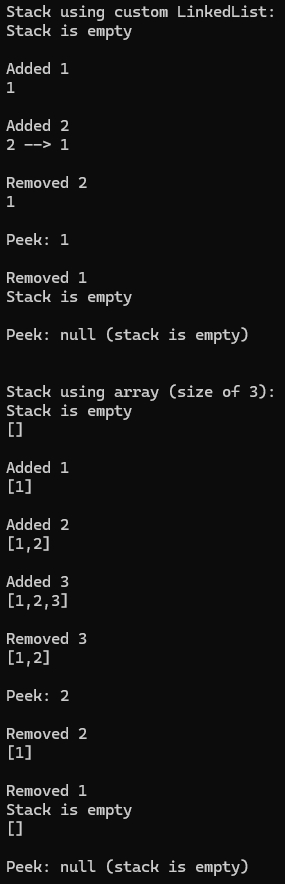 Stack using custom LinkedList:
Stack is empty
Added 1
1
Added 2
2 --> 1
Removed 2
1
Peek: 1
Removed 1
Stack is empty
Peek: null (stack is empty)
Stack using array (size of 3):
Stack is empty
[]
Added 1
[1]
Added 2
[1,2]
Added 3
[1,2,3]
Removed 3
[1,2]
Peek: 2
Removed 2
[1]
Removed 1
Stack is empty
[]
Peek: null (stack is empty)